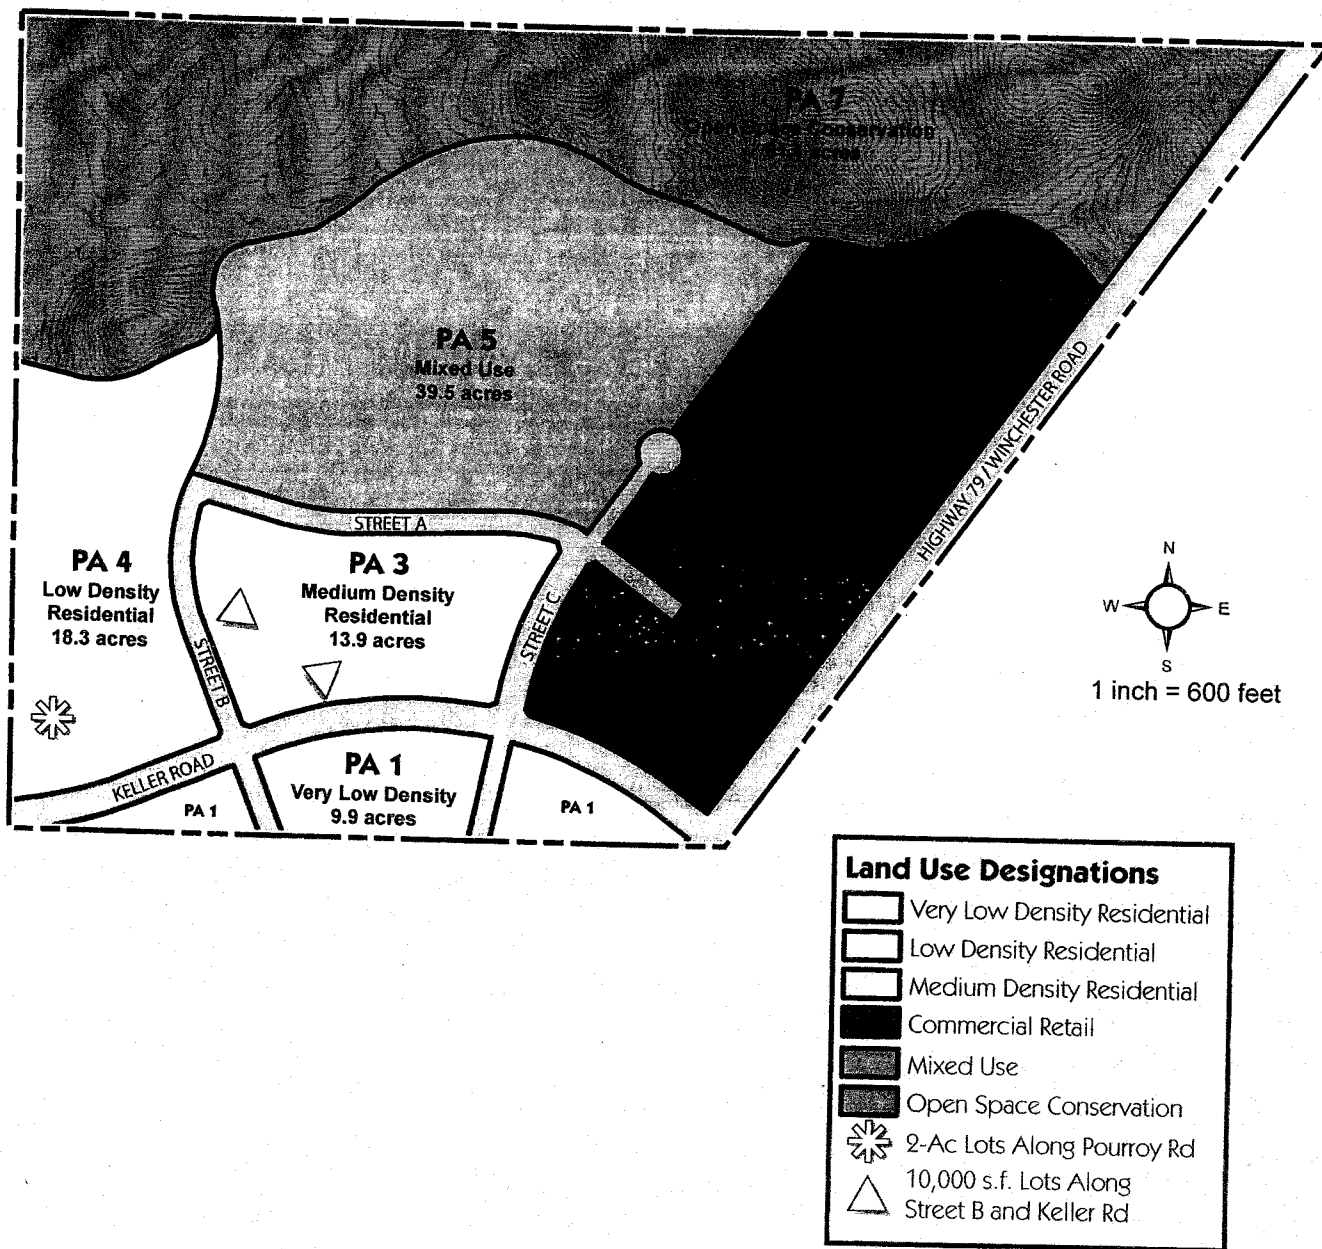 PA 7
Open Space Conservation
acres
PA 5
Mixed Use
39.5 acres
HIGHWAY 79 / WINCHESTER ROAD
STREET A
PA 4
Low Density
Residential
18.3 acres
PA 3
Medium Density
Residential
13.9 acres
STREET C
STREET B
N
W
E
S
1 inch = 600 feet
KELLER ROAD
PA 1
PA 1
Very Low Density
9.9 acres
PA 1
Land Use Designations
Very Low Density Residential
Low Density Residential
Medium Density Residential
Commercial Retail
Mixed Use
Open Space Conservation
2-Ac Lots Along Pourroy Rd
10,000 s.f. Lots Along
Street B and Keller Rd